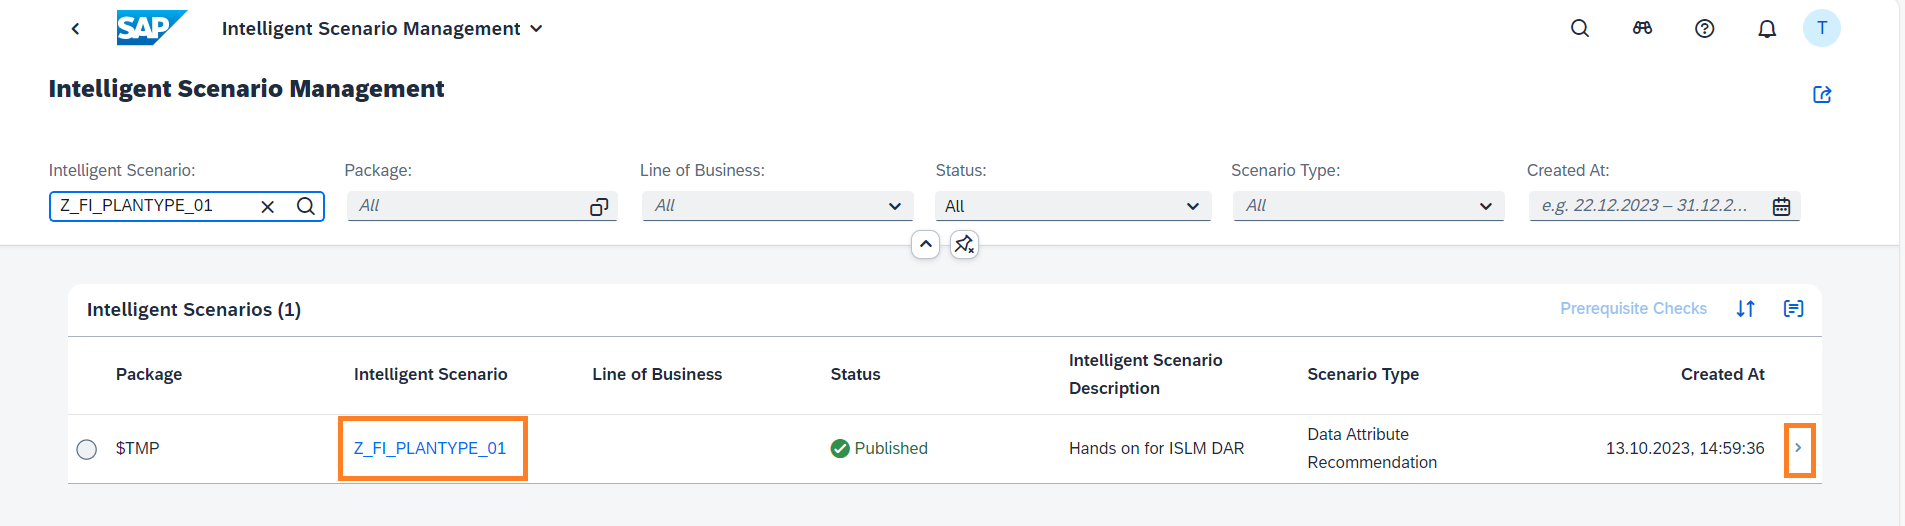 SAP Intelligent Scenario Management T
Intelligent Scenario Management
Intelligent Scenario: Package: Line of Business: Status: Scenario Type: Created At:
Z_FI_PLANTYPE_01 All All All All e.g. 22.12.2023 – 31.12.2...
Intelligent Scenarios (1) Prerequisite Checks
Package Intelligent Scenario Line of Business Status Intelligent Scenario Description Scenario Type Created At
$TMP Z_FI_PLANTYPE_01 Published Hands on for ISLM DAR Data Attribute Recommendation 13.10.2023, 14:59:36